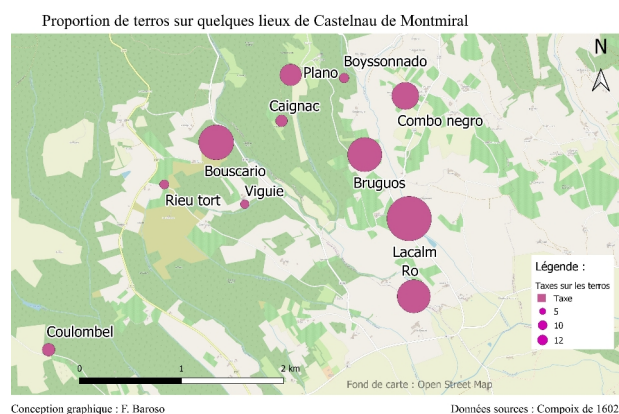 Proportion de terros sur quelques lieux de Castelnau de Montmiral
N
Boyssonnado
Plano
Caignac
Combo negro
Bouscario
Bruguos
Rieu tort
Viguie
Lacalm
Ro
Légende :
Taxes sur les terros
Taxe
5
10
12
Coulombel
0 1 2 km
Fond de carte : Open Street Map
Conception graphique : F. Baroso
Données sources : Compoix de 1602